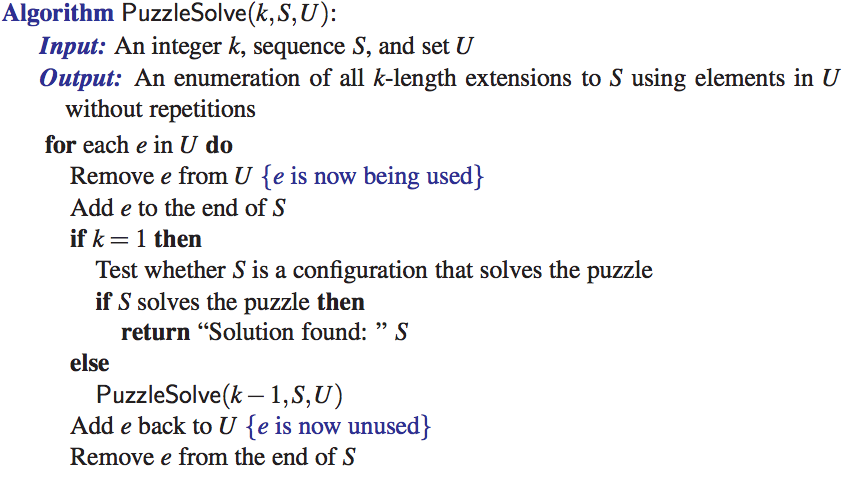 Algorithm PuzzleSolve(k,S,U):
Input: An integer k, sequence S, and set U
Output: An enumeration of all k-length extensions to S using elements in U
without repetitions
for each e in U do
Remove e from U {e is now being used}
Add e to the end of S
if k = 1 then
Test whether S is a configuration that solves the puzzle
if S solves the puzzle then
return “Solution found: ” S
else
PuzzleSolve(k − 1,S,U)
Add e back to U {e is now unused}
Remove e from the end of S